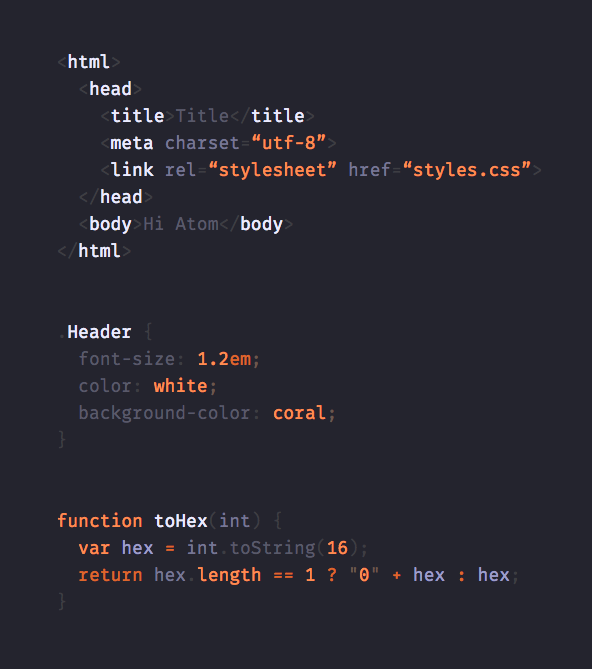 <html>
  <head>
    <title>Title</title>
    <meta charset=“utf-8”>
    <link rel=“stylesheet” href=“styles.css”>
  </head>
  <body>Hi Atom</body>
</html>

.Header {
  font-size: 1.2em;
  color: white;
  background-color: coral;
}

function toHex(int) {
  var hex = int.toString(16);
  return hex.length == 1 ? "0" + hex : hex;
}